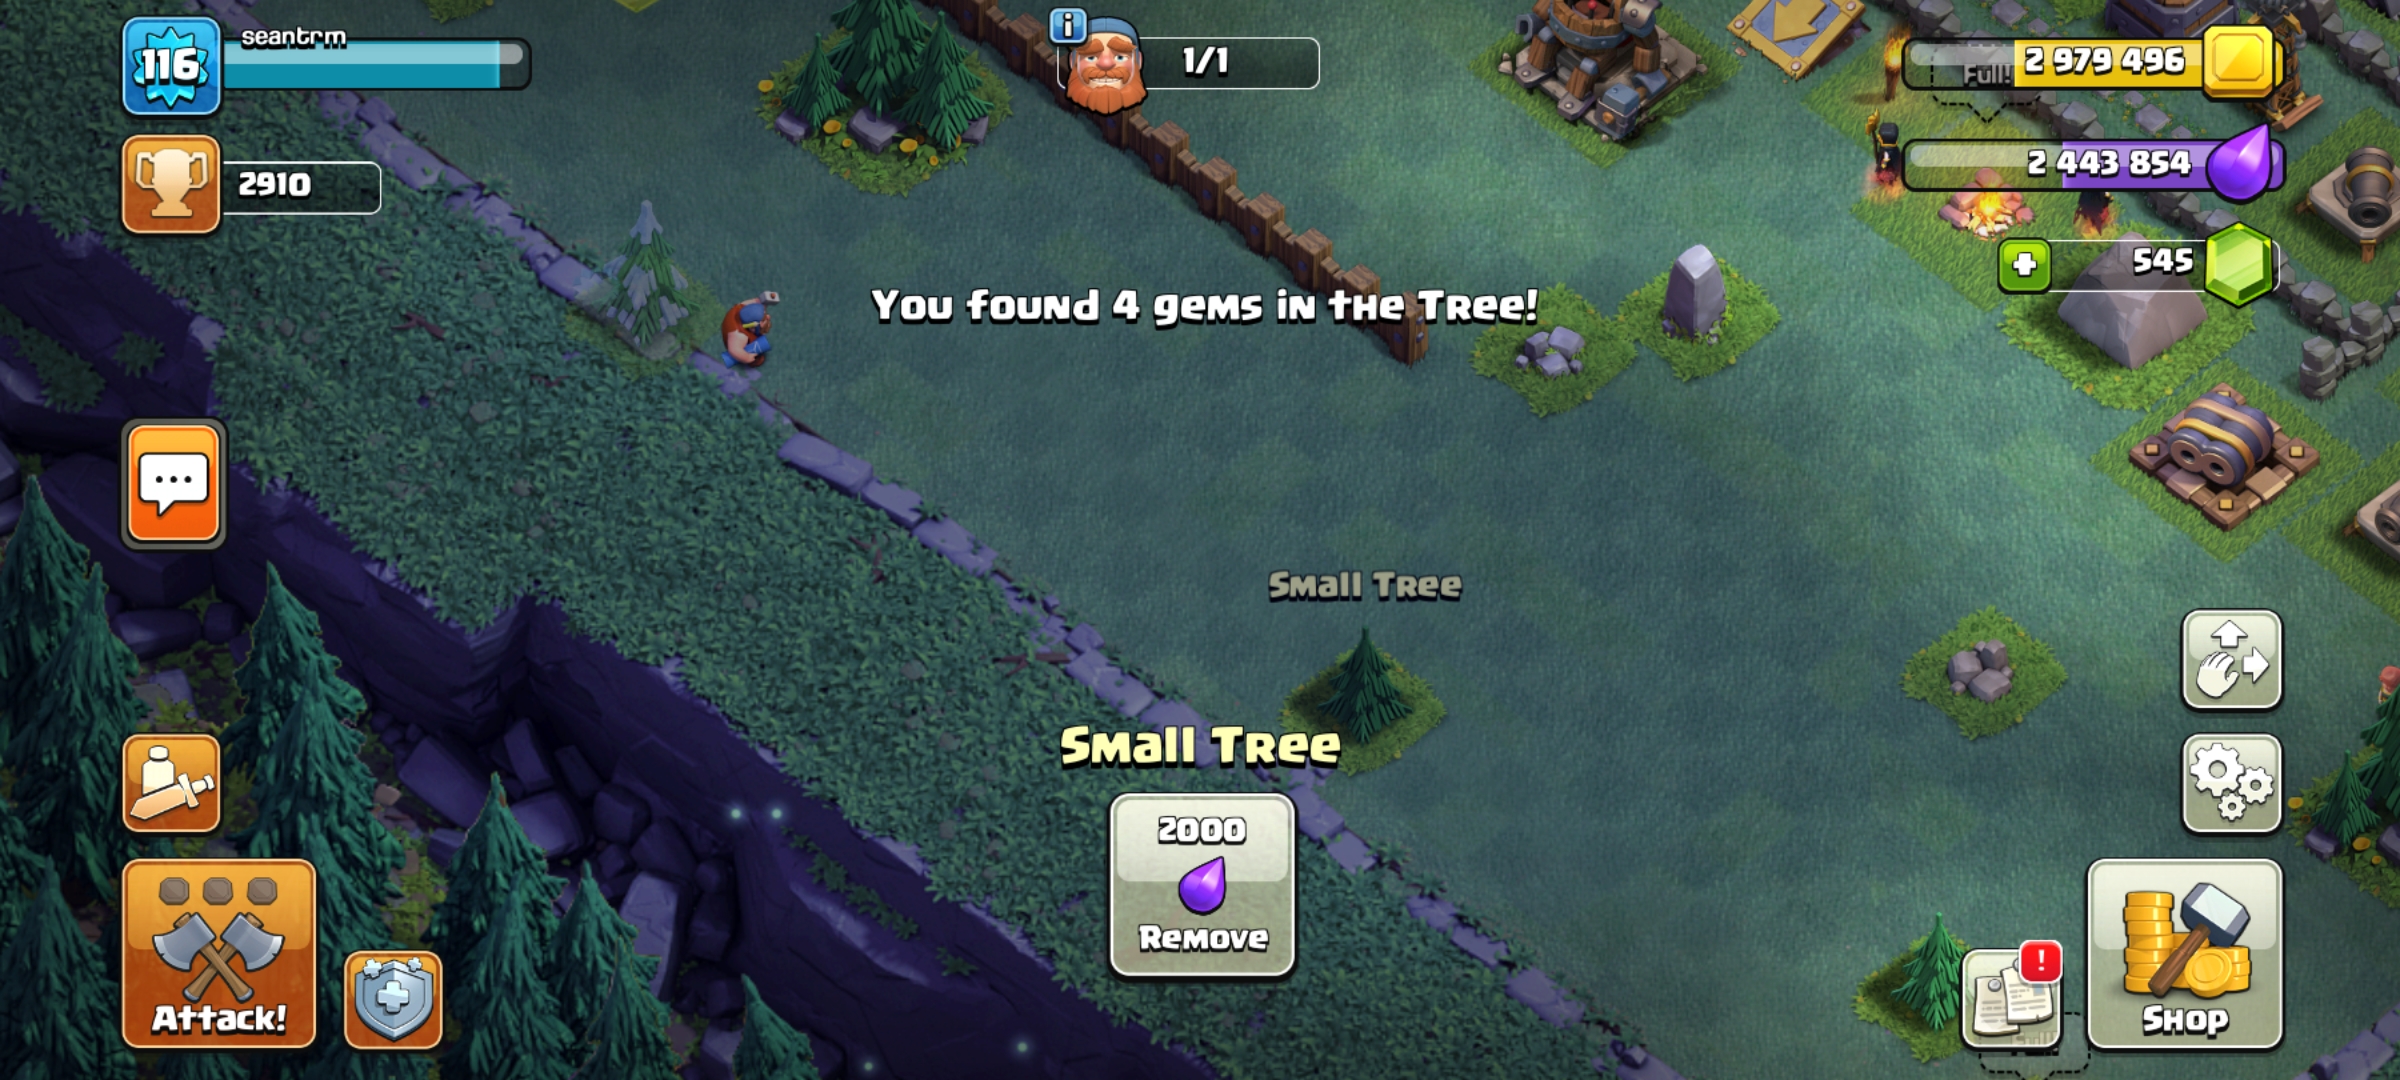 116
seantrm
1/1
Full!
2 979 496
2910
2 443 854
545
You found 4 gems in the Tree!
Small Tree
Small Tree
2000
Remove
Attack!
!
Shop